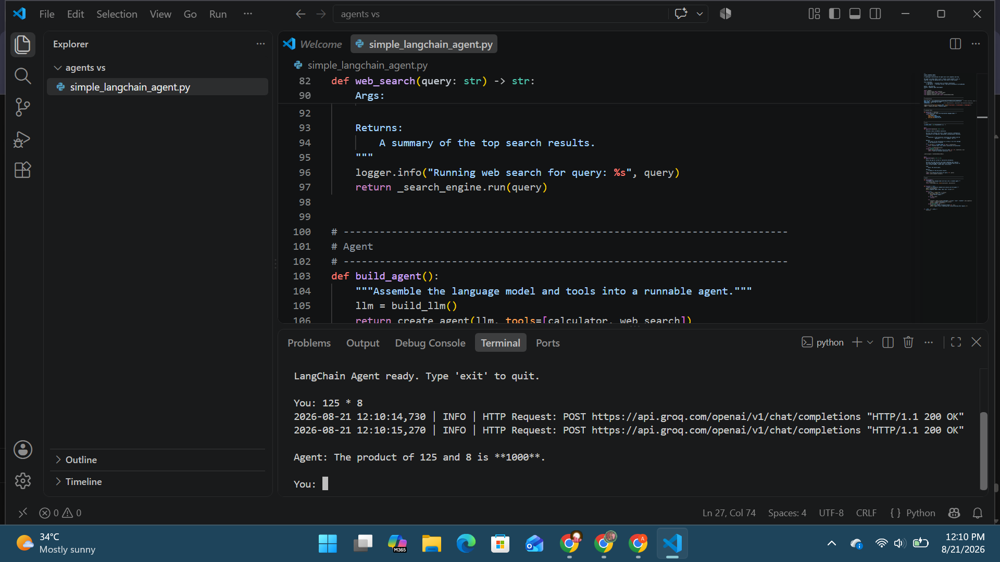 File Edit Selection View Go Run ···
agents vs
Explorer
agents vs
simple_langchain_agent.py
Outline
Timeline
Welcome
simple_langchain_agent.py
simple_langchain_agent.py
82 def web_search(query: str) -> str:
90 Args:
92
93 Returns:
94 A summary of the top search results.
95 """
96 logger.info("Running web search for query: %s", query)
97 return _search_engine.run(query)
98
99
100 # --------------------------------------------------------------------------
101 # Agent
102 # --------------------------------------------------------------------------
103 def build_agent():
104 """Assemble the language model and tools into a runnable agent."""
105 llm = build_llm()
106 return create_agent(llm, tools=[calculator, web_search])
Problems Output Debug Console Terminal Ports
python
LangChain Agent ready. Type 'exit' to quit.
You: 125 * 8
2026-08-21 12:10:14,730 | INFO | HTTP Request: POST https://api.groq.com/openai/v1/chat/completions "HTTP/1.1 200 OK"
2026-08-21 12:10:15,270 | INFO | HTTP Request: POST https://api.groq.com/openai/v1/chat/completions "HTTP/1.1 200 OK"
Agent: The product of 125 and 8 is **1000**.
You:
0 0
Ln 27, Col 74 Spaces: 4 UTF-8 CRLF { } Python
34°C
Mostly sunny
M365
A
12:10 PM
8/21/2026